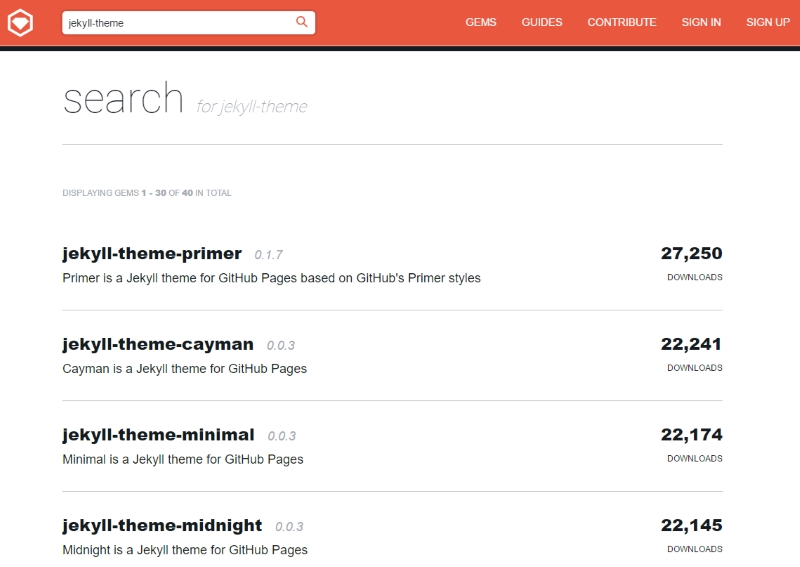 jekyll-theme
GEMS GUIDES CONTRIBUTE SIGN IN SIGN UP
search for jekyll-theme
DISPLAYING GEMS 1 - 30 OF 40 IN TOTAL
jekyll-theme-primer 0.1.7
27,250
Primer is a Jekyll theme for GitHub Pages based on GitHub's Primer styles
DOWNLOADS
jekyll-theme-cayman 0.0.3
22,241
Cayman is a Jekyll theme for GitHub Pages
DOWNLOADS
jekyll-theme-minimal 0.0.3
22,174
Minimal is a Jekyll theme for GitHub Pages
DOWNLOADS
jekyll-theme-midnight 0.0.3
22,145
Midnight is a Jekyll theme for GitHub Pages
DOWNLOADS